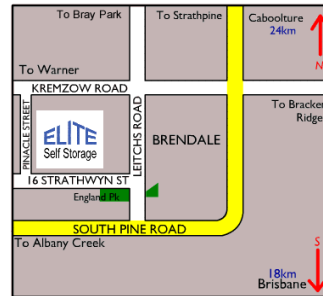 To Bray Park
To Strathpine
Caboolture
24km
N
To Warner
KREMZOW ROAD
To Bracken
Ridge
PINACLE STREET
ELITE
Self Storage
LEITCHS ROAD
BRENDALE
16 STRATHWYN ST
England Pk
SOUTH PINE ROAD
To Albany Creek
S
18km
Brisbane